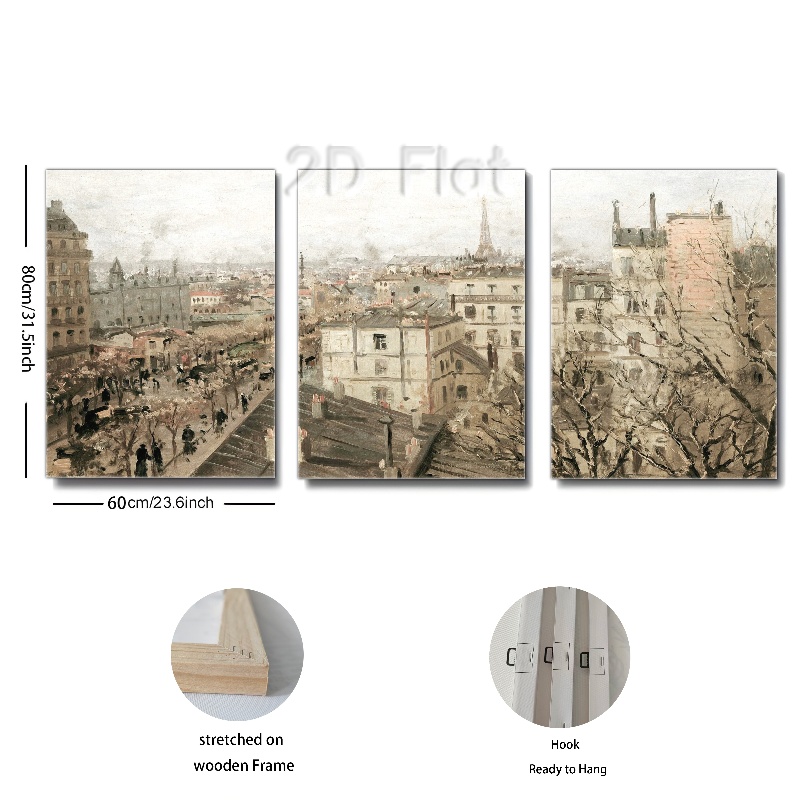 2D Flat
80cm/31.5inch
60cm/23.6inch
stretched on
wooden Frame
Hook
Ready to Hang